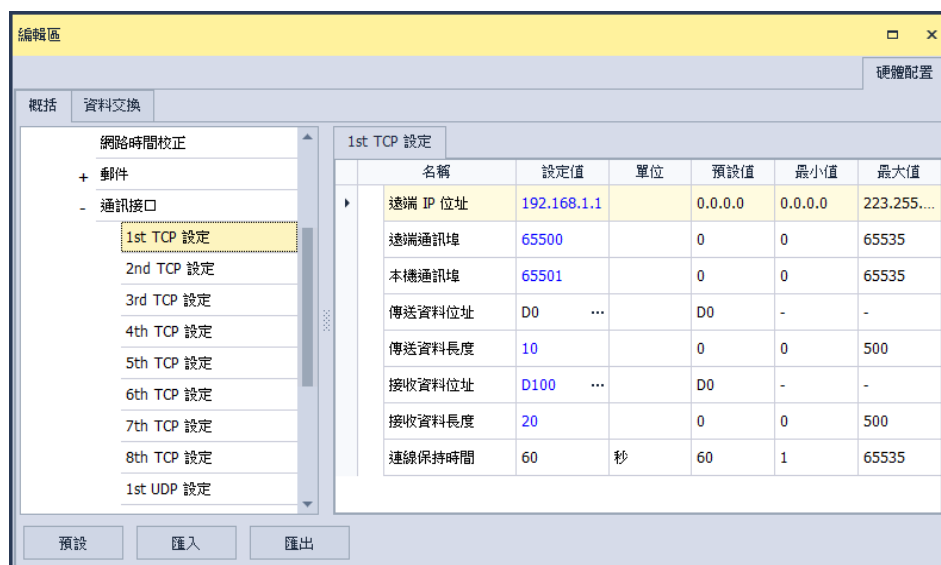 編輯區
硬體配置
概括 資料交換
網路時間校正
+ 郵件
- 通訊接口
1st TCP 設定
2nd TCP 設定
3rd TCP 設定
4th TCP 設定
5th TCP 設定
6th TCP 設定
7th TCP 設定
8th TCP 設定
1st UDP 設定
1st TCP 設定
名稱 設定值 單位 預設值 最小值 最大值
遠端 IP 位址 192.168.1.1 0.0.0.0 0.0.0.0 223.255....
遠端通訊埠 65500 0 0 65535
本機通訊埠 65501 0 0 65535
傳送資料位址 D0 ... D0 - -
傳送資料長度 10 0 0 500
接收資料位址 D100 ... D0 - -
接收資料長度 20 0 0 500
連線保持時間 60 秒 60 1 65535
預設 匯入 匯出